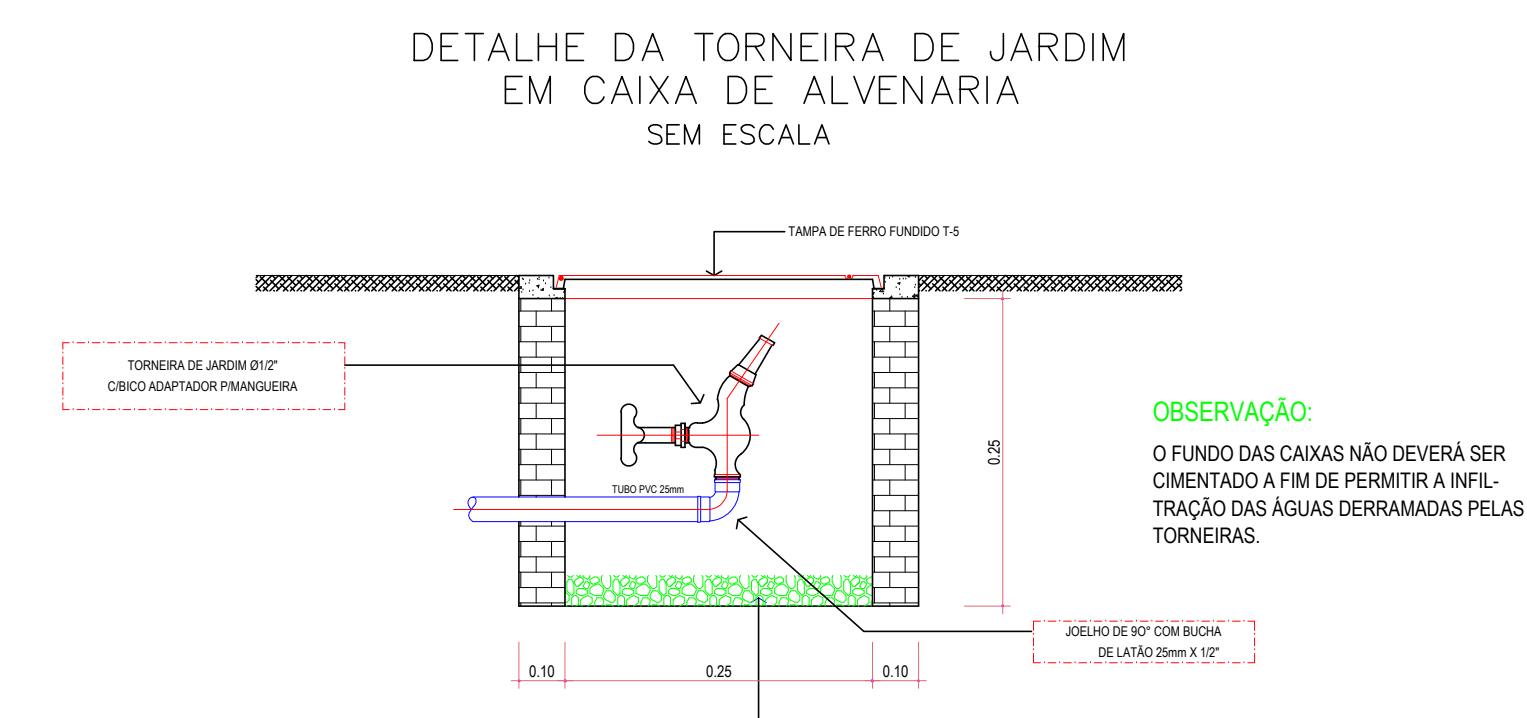 DETALHE DA TORNEIRA DE JARDIM
EM CAIXA DE ALVENARIA
SEM ESCALA
TAMPA DE FERRO FUNDIDO T-5
TORNEIRA DE JARDIM Ø1/2"
C/BICO ADAPTADOR P/MANGUEIRA
OBSERVAÇÃO:
O FUNDO DAS CAIXAS NÃO DEVERÁ SER
CIMENTADO A FIM DE PERMITIR A INFIL-
TRAÇÃO DAS ÁGUAS DERRAMADAS PELAS
TORNEIRAS.
0.25
TUBO PVC 25mm
JOELHO DE 90° COM BUCHA
DE LATÃO 25mm X 1/2"
0.10
0.25
0.10